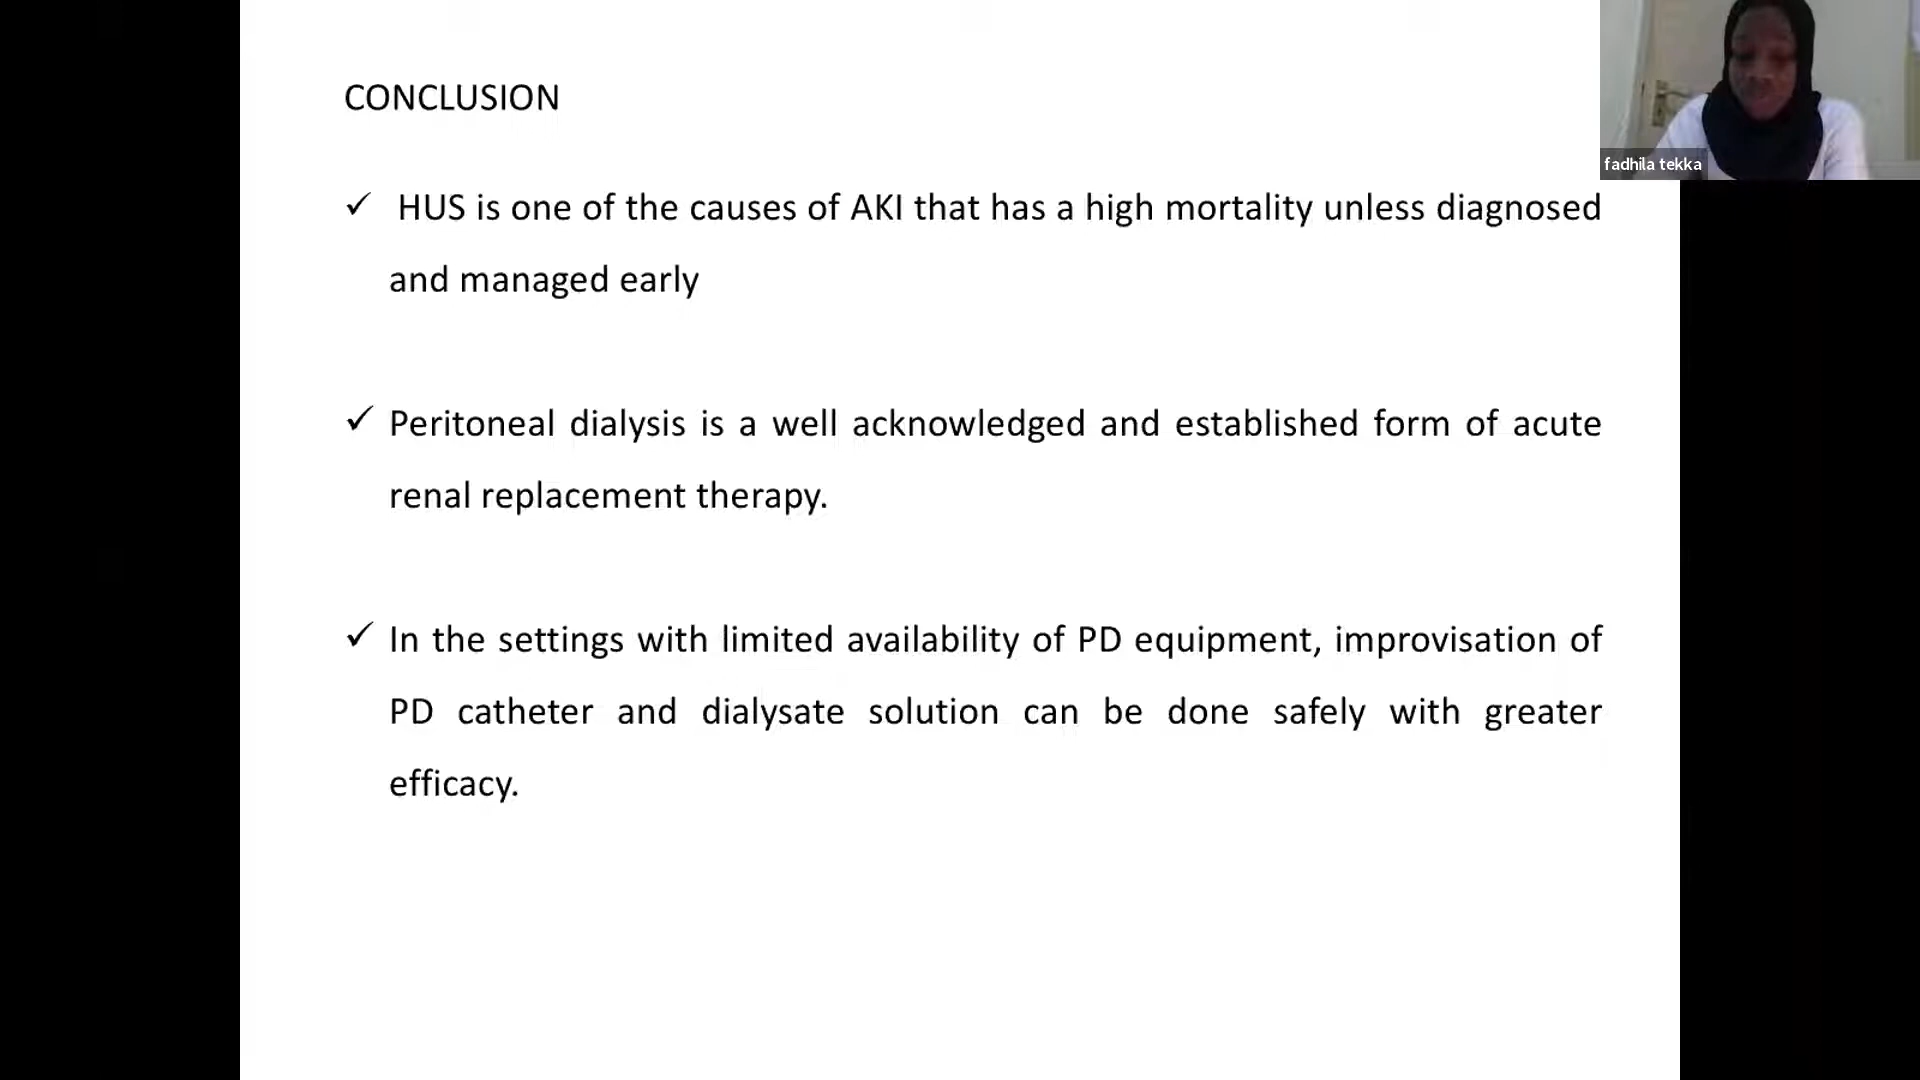 CONCLUSION
fadhila tekka
✓ HUS is one of the causes of AKI that has a high mortality unless diagnosed
and managed early
✓ Peritoneal dialysis is a well acknowledged and established form of acute
renal replacement therapy.
✓ In the settings with limited availability of PD equipment, improvisation of
PD catheter and dialysate solution can be done safely with greater
efficacy.